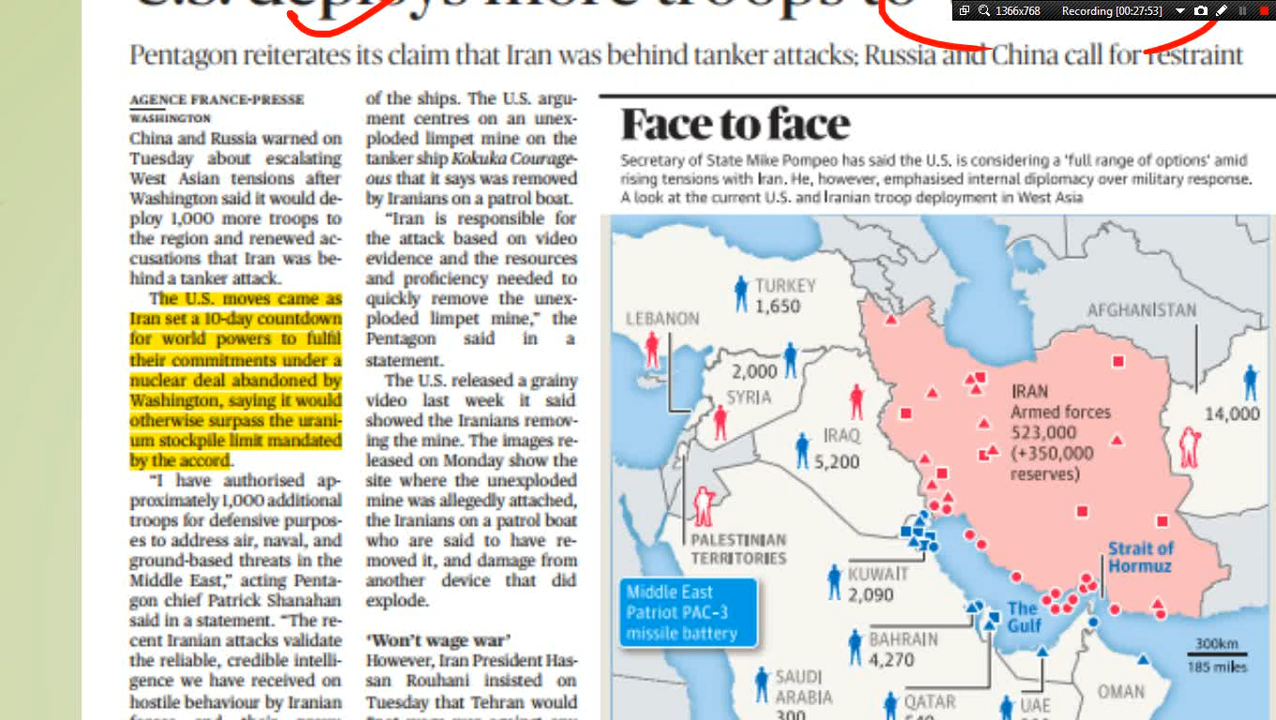 U.S. deploys more troops to
1366x768 Recording [00:27:53]
Pentagon reiterates its claim that Iran was behind tanker attacks; Russia and China call for restraint
AGENCE FRANCE-PRESSE
WASHINGTON
China and Russia warned on
Tuesday about escalating
West Asian tensions after
Washington said it would de-
ploy 1,000 more troops to
the region and renewed ac-
cusations that Iran was be-
hind a tanker attack.
The U.S. moves came as
Iran set a 10-day countdown
for world powers to fulfil
their commitments under a
nuclear deal abandoned by
Washington, saying it would
otherwise surpass the urani-
um stockpile limit mandated
by the accord.
"I have authorised ap-
proximately 1,000 additional
troops for defensive purpos-
es to address air, naval, and
ground-based threats in the
Middle East," acting Penta-
gon chief Patrick Shanahan
said in a statement. "The re-
cent Iranian attacks validate
the reliable, credible intelli-
gence we have received on
hostile behaviour by Iranian
of the ships. The U.S. argu-
ment centres on an unex-
ploded limpet mine on the
tanker ship Kokuka Courage-
ous that it says was removed
by Iranians on a patrol boat.
"Iran is responsible for
the attack based on video
evidence and the resources
and proficiency needed to
quickly remove the unex-
ploded limpet mine," the
Pentagon said in a
statement.
The U.S. released a grainy
video last week it said
showed the Iranians remov-
ing the mine. The images re-
leased on Monday show the
site where the unexploded
mine was allegedly attached,
the Iranians on a patrol boat
who are said to have re-
moved it, and damage from
another device that did
explode.
'Won't wage war'
However, Iran President Has-
san Rouhani insisted on
Tuesday that Tehran would
Face to face
Secretary of State Mike Pompeo has said the U.S. is considering a 'full range of options' amid
rising tensions with Iran. He, however, emphasised internal diplomacy over military response.
A look at the current U.S. and Iranian troop deployment in West Asia
TURKEY
1,650
LEBANON
AFGHANISTAN
14,000
2,000
SYRIA
IRAN
Armed forces
523,000
(+350,000
reserves)
IRAQ
5,200
PALESTINIAN
TERRITORIES
Strait of
Hormuz
KUWAIT
2,090
Middle East
Patriot PAC-3
missile battery
The
Gulf
BAHRAIN
4,270
300km
185 miles
SAUDI
ARABIA
300
QATAR
UAE
OMAN